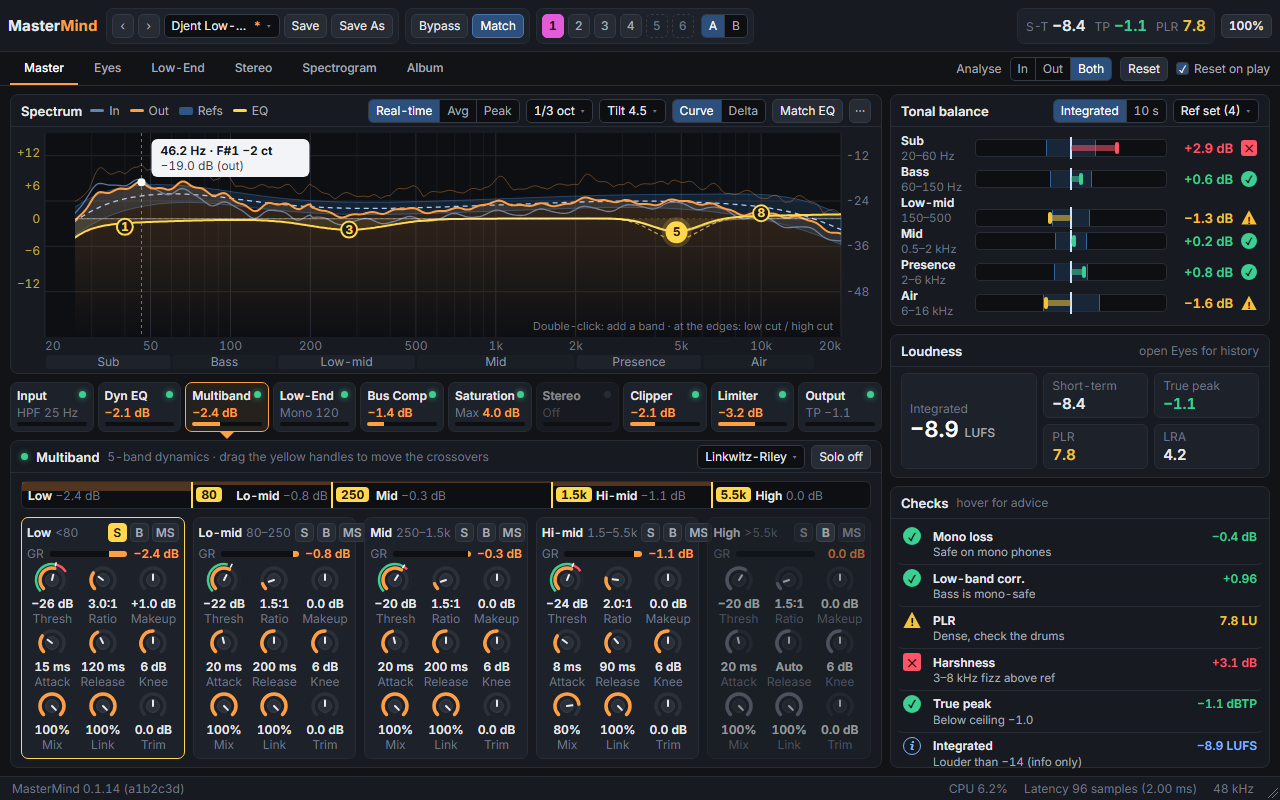 MasterMind ‹ › Djent Low-... * Save Save As Bypass Match 1 2 3 4 5 6 A B S-T −8.4 TP −1.1 PLR 7.8 100%
Master Eyes Low-End Stereo Spectrogram Album Analyse In Out Both Reset Reset on play
Spectrum In Out Refs EQ Real-time Avg Peak 1/3 oct Tilt 4.5 Curve Delta Match EQ ...
46.2 Hz · F#1 −2 ct
−19.0 dB (out)
+12 −12
+6 −24
0
−6 −36
−12 −48
1 3 5 8
Double-click: add a band · at the edges: low cut / high cut
20 50 100 200 500 1k 2k 5k 10k 20k
Sub Bass Low-mid Mid Presence Air
Tonal balance Integrated 10 s Ref set (4)
Sub
20–60 Hz +2.9 dB
Bass
60–150 Hz +0.6 dB
Low-mid
150–500 −1.3 dB
Mid
0.5–2 kHz +0.2 dB
Presence
2–6 kHz +0.8 dB
Air
6–16 kHz −1.6 dB
Loudness open Eyes for history
Integrated
−8.9 LUFS
Short-term
−8.4
True peak
−1.1
PLR
7.8
LRA
4.2
Input
HPF 25 Hz
Dyn EQ
−2.1 dB
Multiband
−2.4 dB
Low-End
Mono 120
Bus Comp
−1.4 dB
Saturation
Max 4.0 dB
Stereo
Off
Clipper
−2.1 dB
Limiter
−3.2 dB
Output
TP −1.1
Multiband 5-band dynamics · drag the yellow handles to move the crossovers Linkwitz-Riley Solo off
Low −2.4 dB 80 Lo-mid −0.8 dB 250 Mid −0.3 dB 1.5k Hi-mid −1.1 dB 5.5k High 0.0 dB
Low <80 S B MS
GR −2.4 dB
−26 dB 3.0:1 +1.0 dB
Thresh Ratio Makeup
15 ms 120 ms 6 dB
Attack Release Knee
100% 100% 0.0 dB
Mix Link Trim
Lo-mid 80–250 S B MS
GR −0.8 dB
−22 dB 1.5:1 0.0 dB
Thresh Ratio Makeup
20 ms 200 ms 6 dB
Attack Release Knee
100% 100% 0.0 dB
Mix Link Trim
Mid 250–1.5k S B MS
GR −0.3 dB
−20 dB 1.5:1 0.0 dB
Thresh Ratio Makeup
20 ms 200 ms 6 dB
Attack Release Knee
100% 100% 0.0 dB
Mix Link Trim
Hi-mid 1.5–5.5k S B MS
GR −1.1 dB
−24 dB 2.0:1 0.0 dB
Thresh Ratio Makeup
8 ms 90 ms 6 dB
Attack Release Knee
80% 100% 0.0 dB
Mix Link Trim
High >5.5k S B MS
GR 0.0 dB
−20 dB 1.5:1 0.0 dB
Thresh Ratio Makeup
20 ms Auto 6 dB
Attack Release Knee
100% 100% 0.0 dB
Mix Link Trim
Checks hover for advice
Mono loss −0.4 dB
Safe on mono phones
Low-band corr. +0.96
Bass is mono-safe
PLR 7.8 LU
Dense, check the drums
Harshness +3.1 dB
3–8 kHz fizz above ref
True peak −1.1 dBTP
Below ceiling −1.0
Integrated −8.9 LUFS
Louder than −14 (info only)
MasterMind 0.1.14 (a1b2c3d) CPU 6.2% Latency 96 samples (2.00 ms) 48 kHz